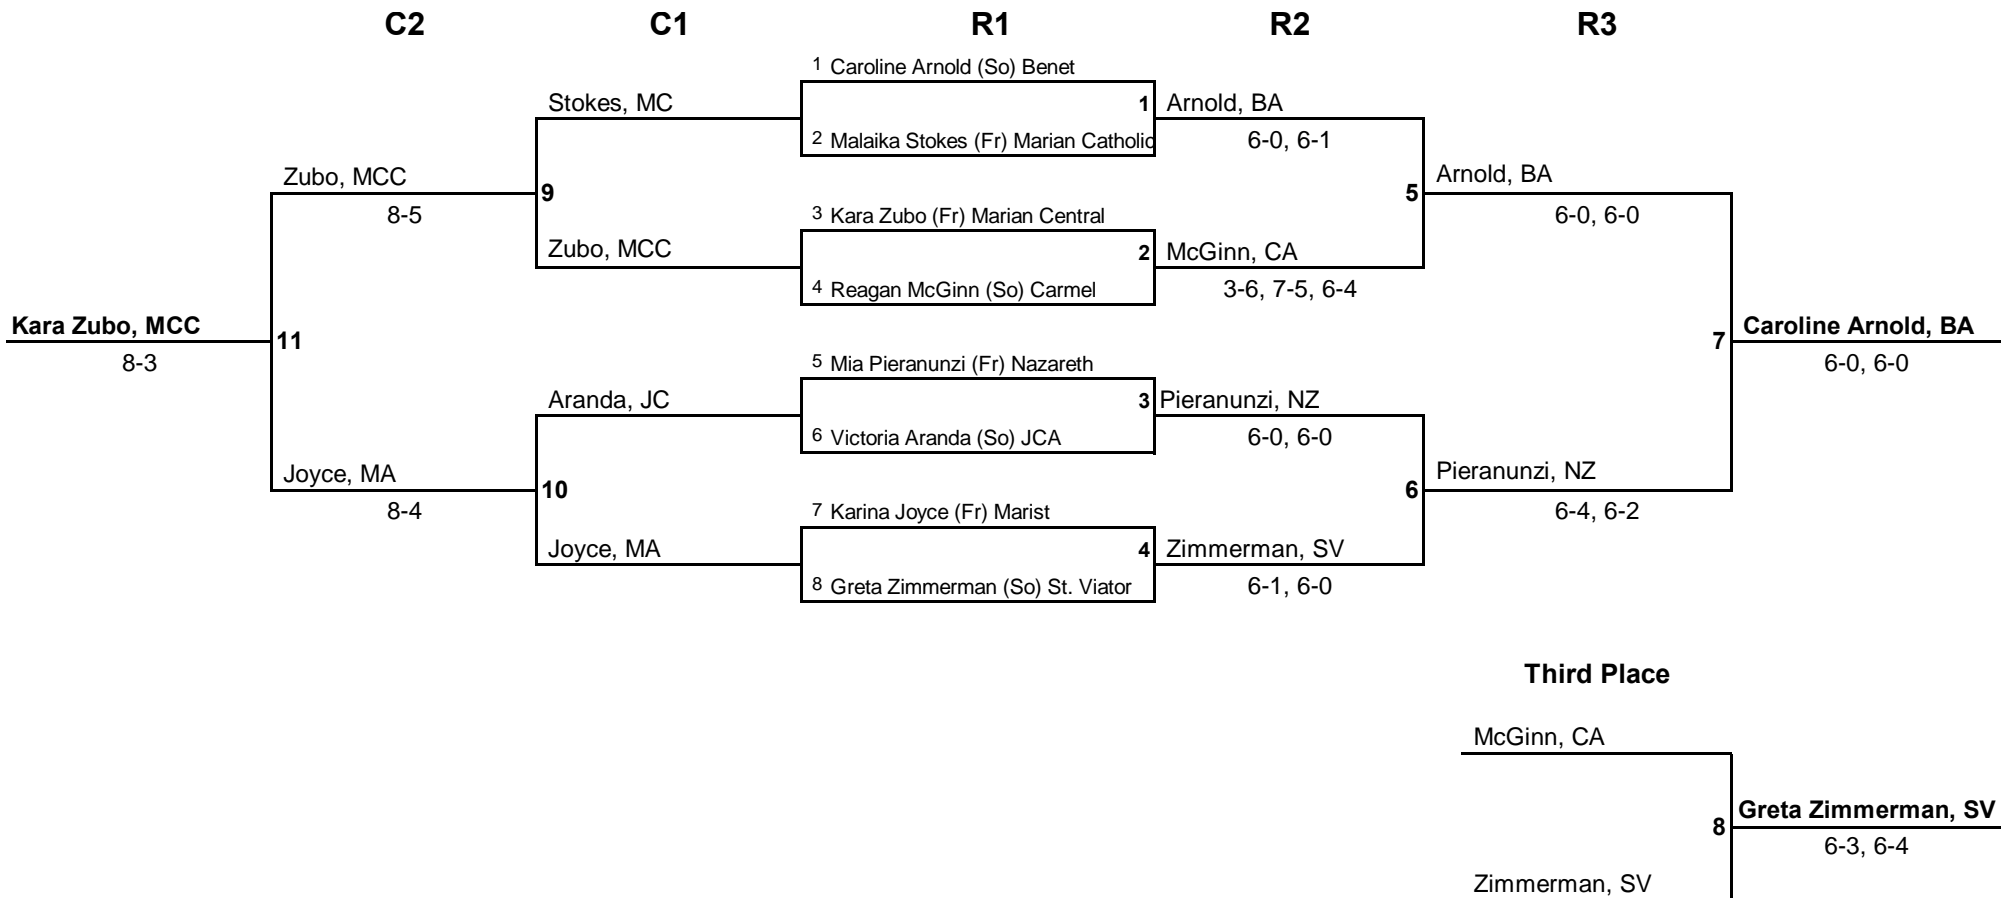 C2 C1 R1 R2 R3
1 Caroline Arnold (So) Benet
Stokes, MC 1 Arnold, BA
2 Malaika Stokes (Fr) Marian Catholic 6-0, 6-1
Zubo, MCC Arnold, BA
9 5
8-5 3 Kara Zubo (Fr) Marian Central 6-0, 6-0
Zubo, MCC 2 McGinn, CA
4 Reagan McGinn (So) Carmel 3-6, 7-5, 6-4
Kara Zubo, MCC 11 7 Caroline Arnold, BA
8-3 5 Mia Pieranunzi (Fr) Nazareth 6-0, 6-0
Aranda, JC 3 Pieranunzi, NZ
6 Victoria Aranda (So) JCA 6-0, 6-0
Joyce, MA Pieranunzi, NZ
10 6
8-4 7 Karina Joyce (Fr) Marist 6-4, 6-2
Joyce, MA 4 Zimmerman, SV
8 Greta Zimmerman (So) St. Viator 6-1, 6-0
Third Place
McGinn, CA
8 Greta Zimmerman, SV
6-3, 6-4
Zimmerman, SV